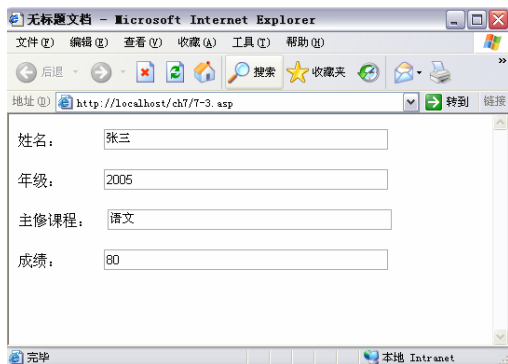 无标题文档 - Microsoft Internet Explorer
文件(F) 编辑(E) 查看(V) 收藏(A) 工具(T) 帮助(H)
后退 搜索 收藏夹 »
地址(D) http://localhost/ch7/7-3.asp 转到 链接
姓名: 张三
年级: 2005
主修课程: 语文
成绩: 80
完毕 本地 Intranet